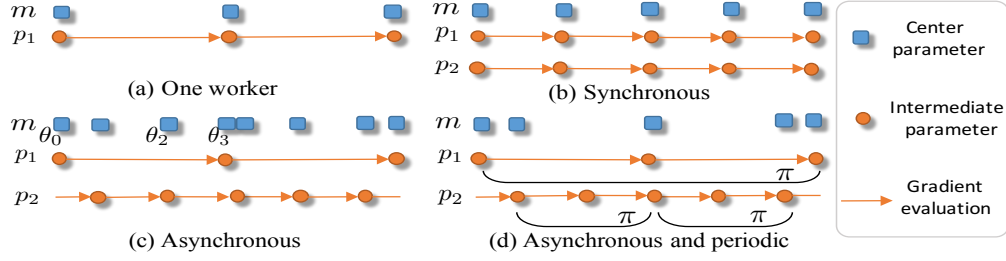 m
p₁
(a) One worker
m
θ₀ θ₂ θ₃
p₁
p₂
(c) Asynchronous
m
p₁
p₂
(b) Synchronous
m
p₁
π
p₂
π π
(d) Asynchronous and periodic
Center
parameter
Intermediate
parameter
Gradient
evaluation